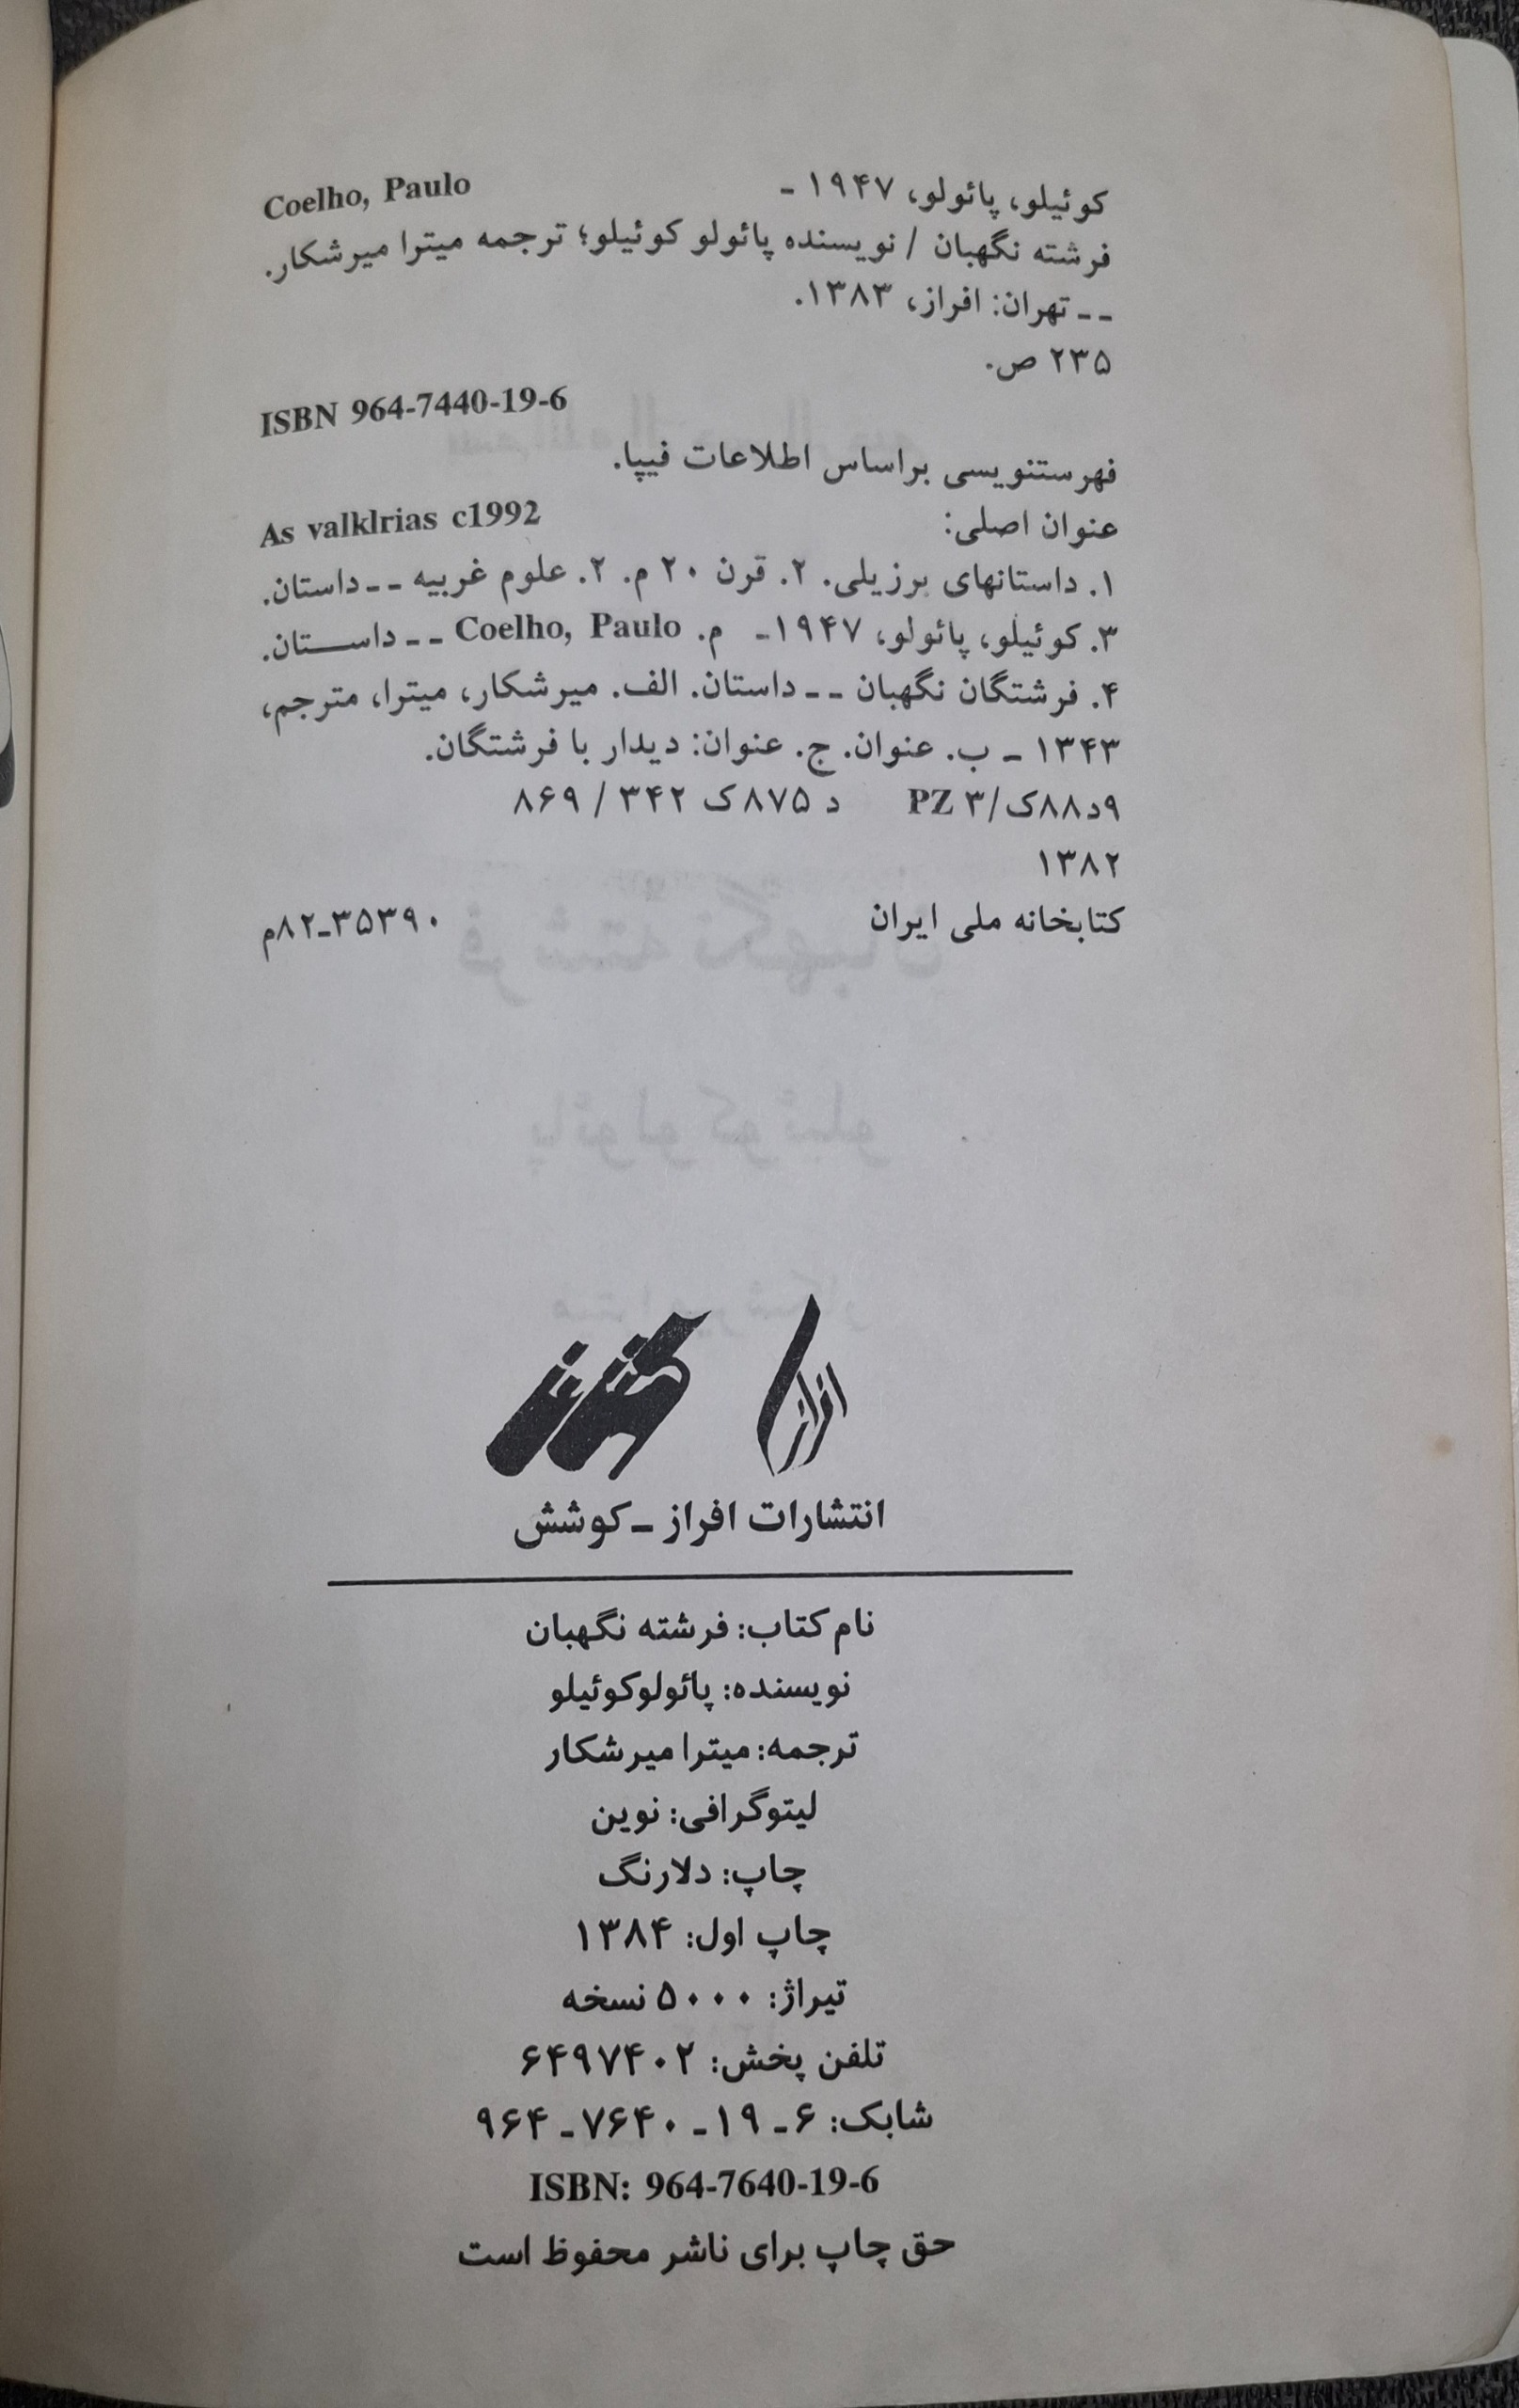 کوئیلو، پائولو، ۱۹۴۷ - Coelho, Paulo
فرشته نگهبان / نویسنده پائولو کوئیلو؛ ترجمه میترا میرشکار.
-- تهران: افراز، ۱۳۸۳.
۲۳۵ ص.
ISBN 964-7440-19-6
فهرستنویسی براساس اطلاعات فیپا.
عنوان اصلی: As valklrias c1992
۱. داستانهای برزیلی. ۲. قرن ۲۰ م. ۲. علوم غریبه -- داستان.
۳. کوئیلو، پائولو، ۱۹۴۷- م. Coelho, Paulo -- داستان.
۴. فرشتگان نگهبان -- داستان. الف. میرشکار، میترا، مترجم،
۱۳۴۳ - ب. عنوان. ج. عنوان: دیدار با فرشتگان.
۹د۸۸ک/۳ PZ د ۸۷۵ک ۳۴۲ / ۸۶۹
۱۳۸۲
کتابخانه ملی ایران ۳۵۳۹۰-۸۲م
افراز
انتشارات افراز - کوشش
نام کتاب: فرشته نگهبان
نویسنده: پائولوکوئیلو
ترجمه: میترا میرشکار
لیتوگرافی: نوین
چاپ: دلارنگ
چاپ اول: ۱۳۸۴
تیراژ: ۵۰۰۰ نسخه
تلفن پخش: ۶۴۹۷۴۰۲
شابک: ۶-۱۹-۷۶۴۰-۹۶۴
ISBN: 964-7640-19-6
حق چاپ برای ناشر محفوظ است